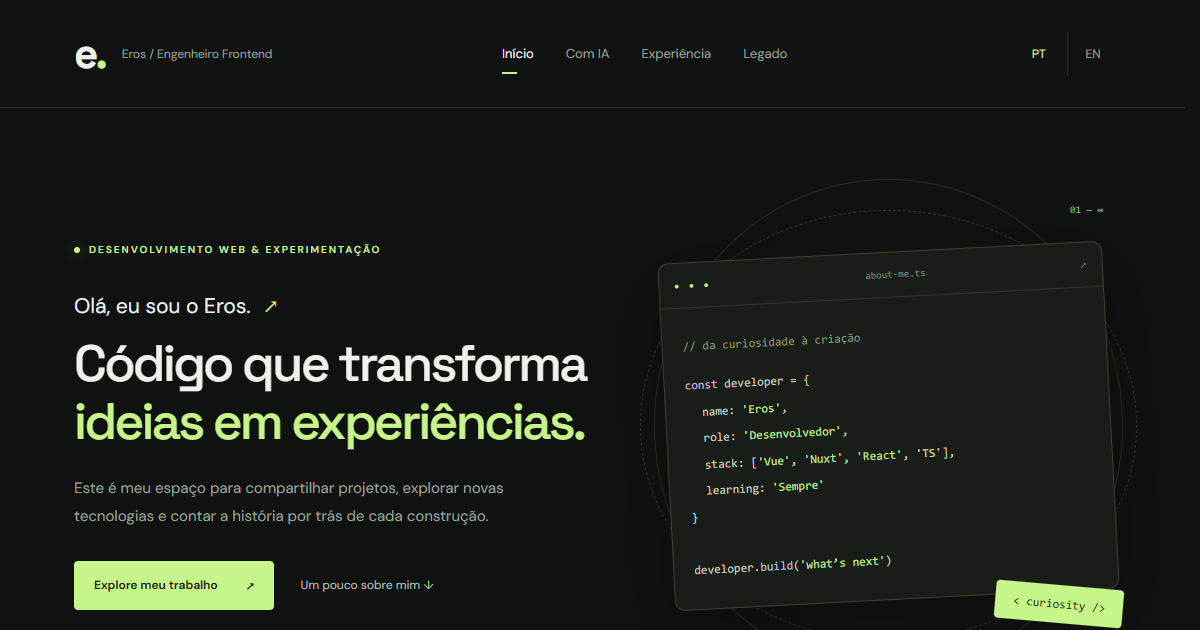 e.
Eros / Engenheiro Frontend
Início
Com IA
Experiência
Legado
PT
EN
DESENVOLVIMENTO WEB & EXPERIMENTAÇÃO
Olá, eu sou o Eros. ↗
Código que transforma
ideias em experiências.
Este é meu espaço para compartilhar projetos, explorar novas
tecnologias e contar a história por trás de cada construção.
Explore meu trabalho ↗
Um pouco sobre mim ↓
01 — ∞
about-me.ts ↗
// da curiosidade à criação
const developer = {
name: 'Eros',
role: 'Desenvolvedor',
stack: ['Vue', 'Nuxt', 'React', 'TS'],
learning: 'Sempre'
}
developer.build('what’s next')
< curiosity />